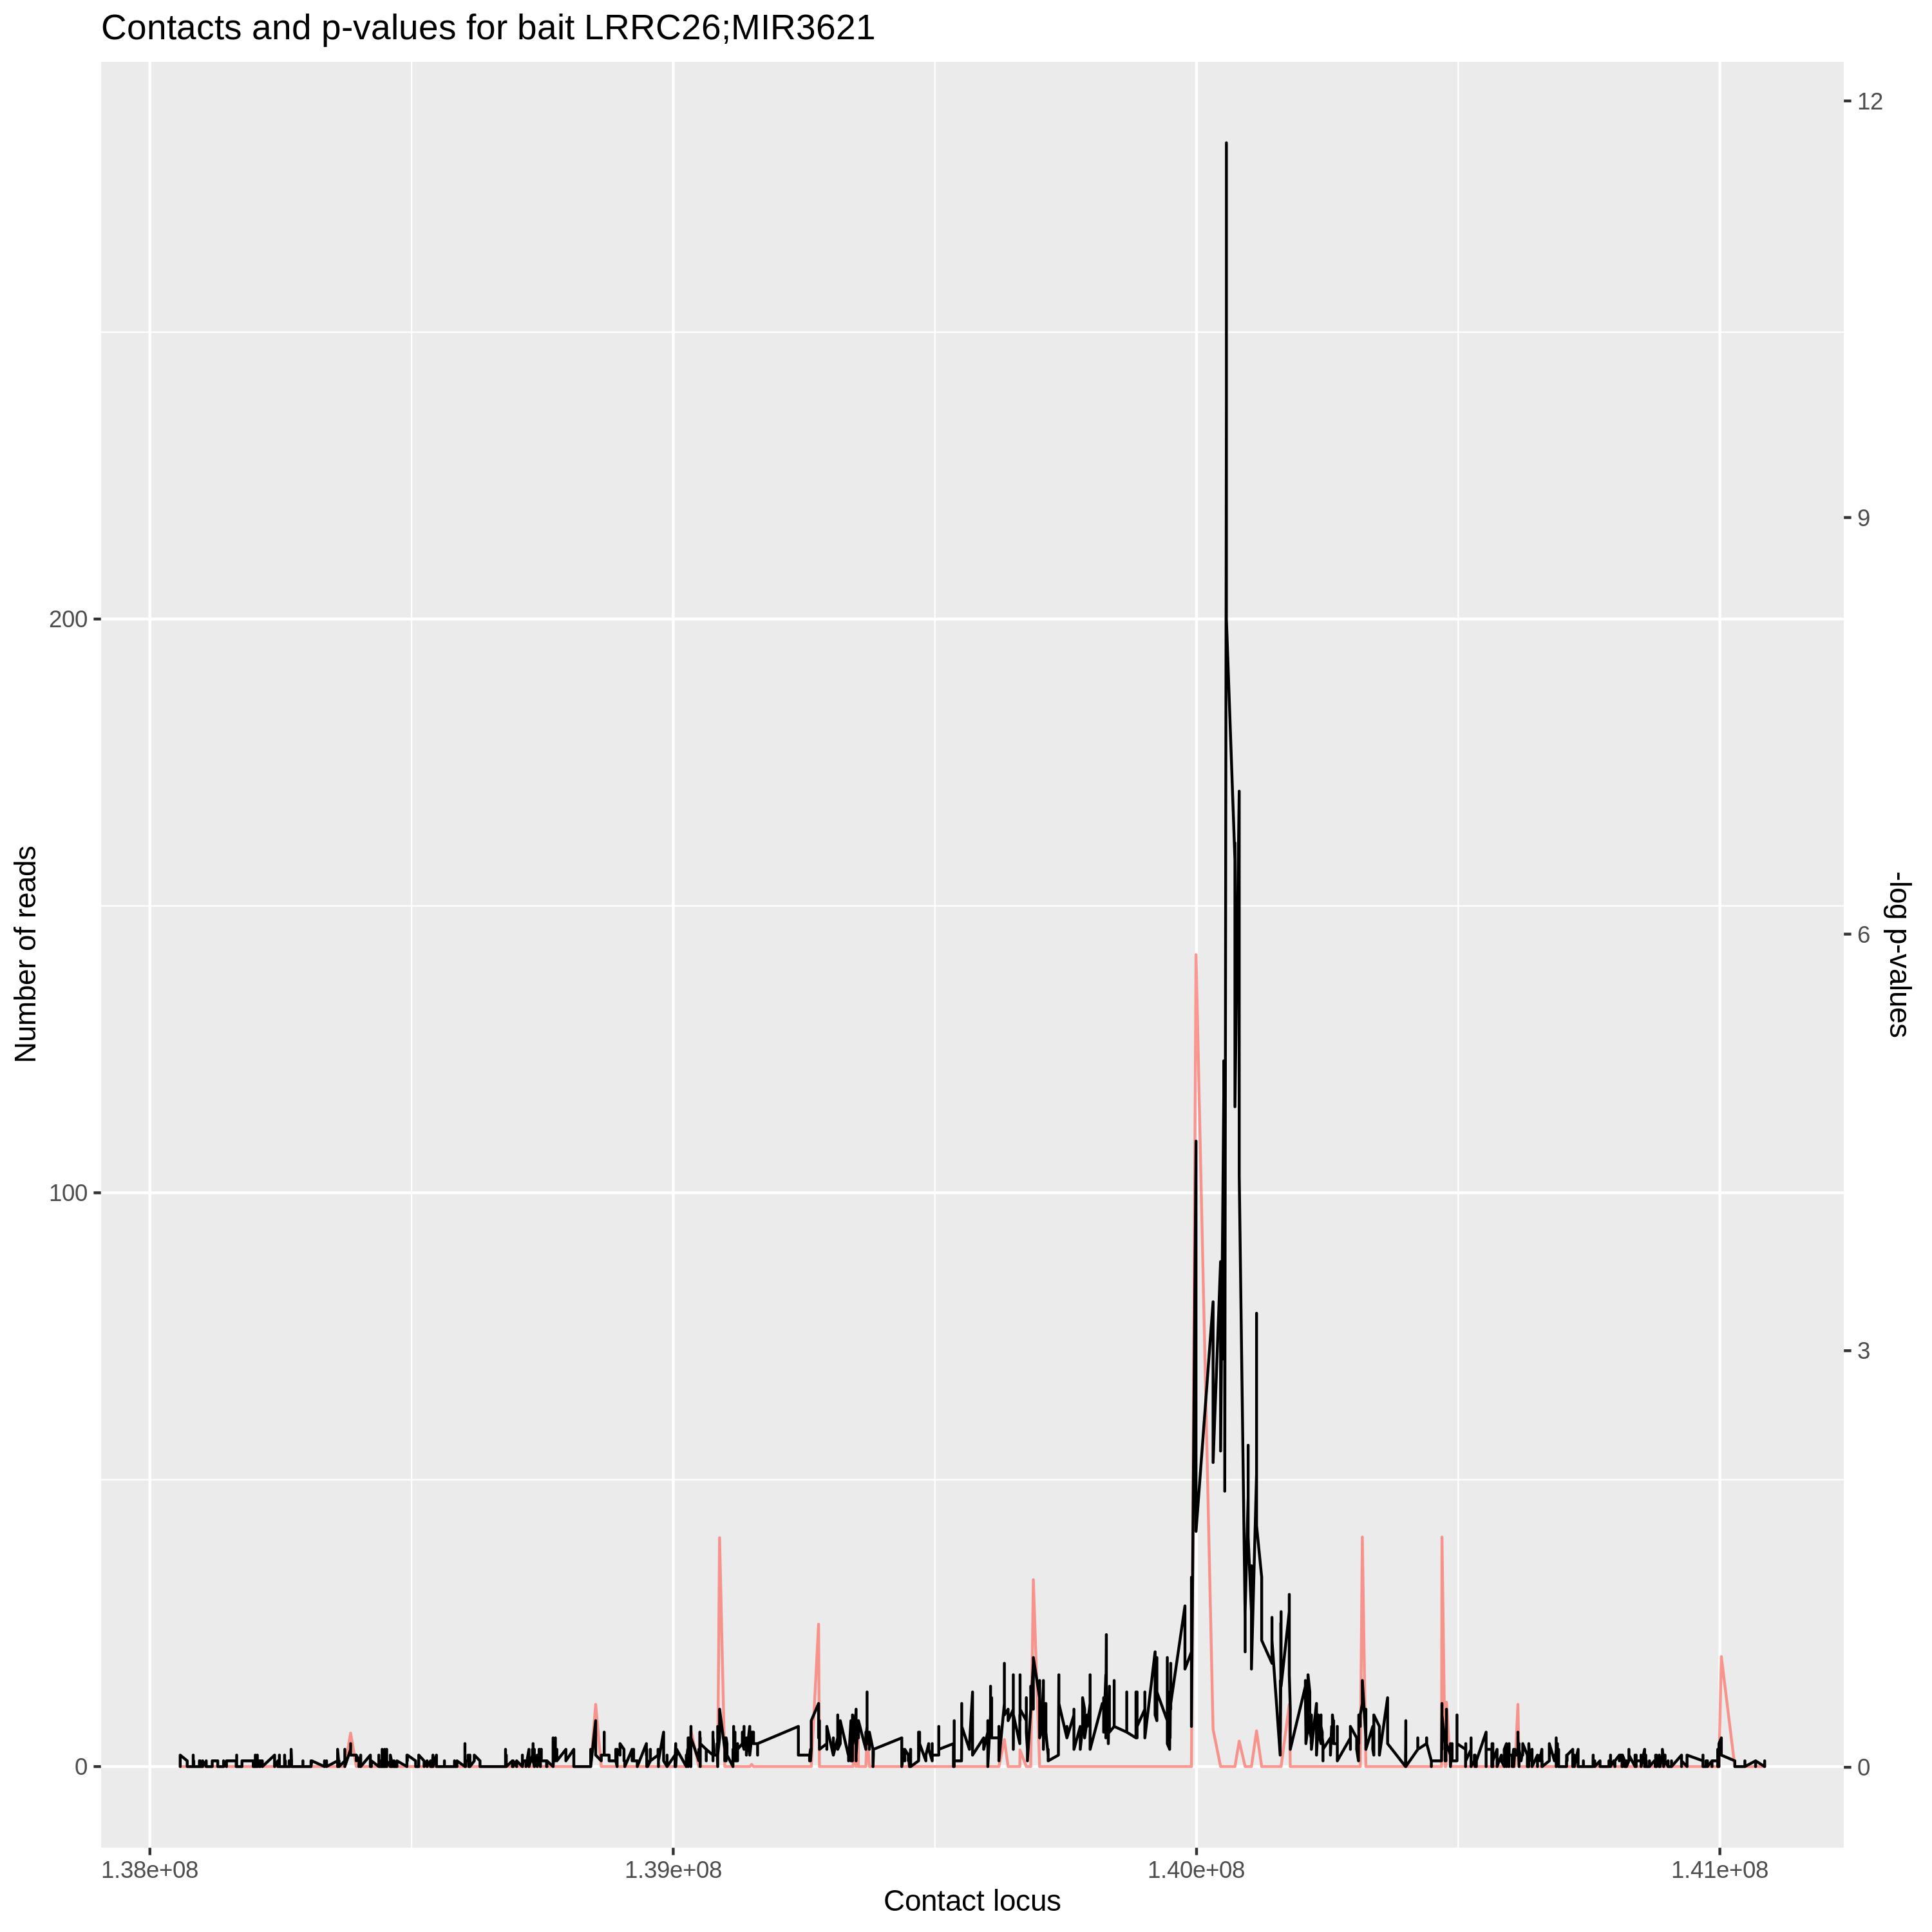 Contacts and p-values for bait LRRC26;MIR3621
12
9
200
Number of reads
-log p-values
6
100
3
0
0
1.38e+08
1.39e+08
1.40e+08
1.41e+08
Contact locus